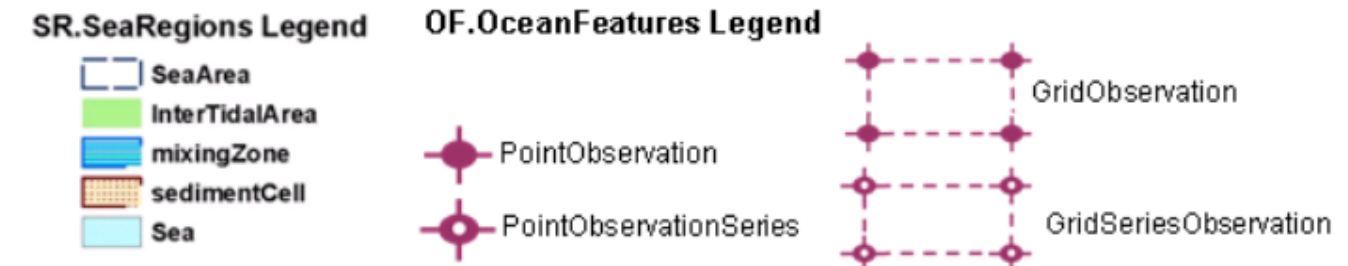 SR.SeaRegions Legend
SeaArea
InterTidalArea
mixingZone
sedimentCell
Sea
OF.OceanFeatures Legend
PointObservation
PointObservationSeries
GridObservation
GridSeriesObservation